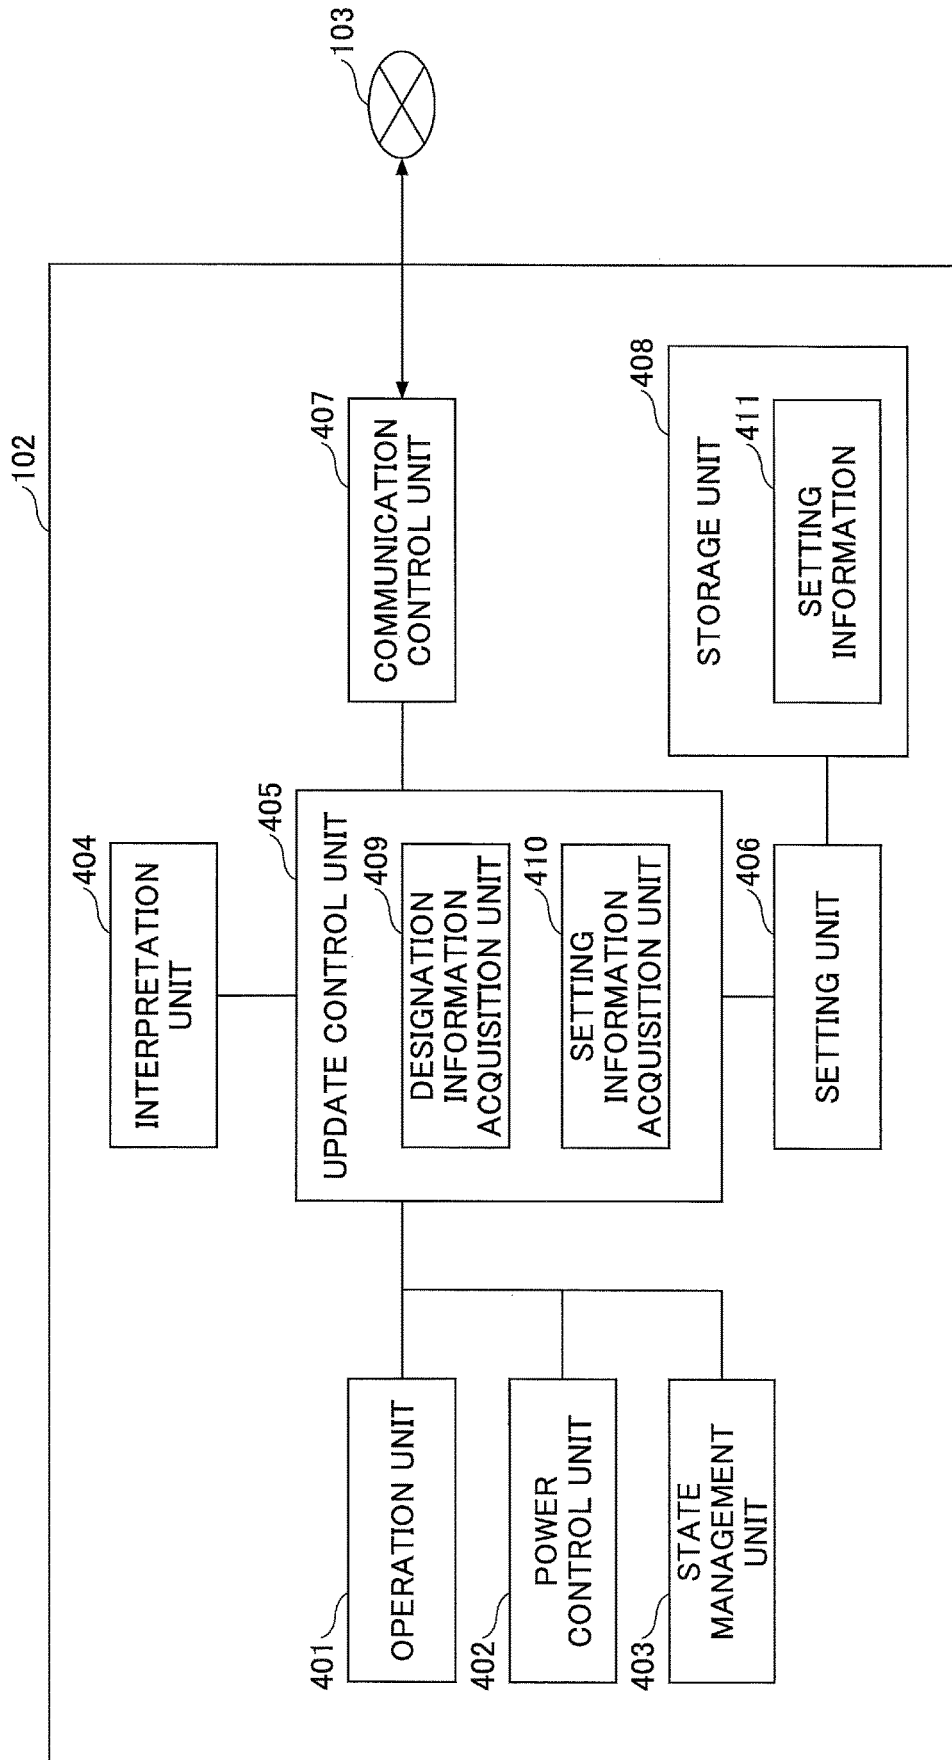 102
103
401
OPERATION UNIT
402
POWER
CONTROL UNIT
403
STATE
MANAGEMENT
UNIT
404
INTERPRETATION
UNIT
405
UPDATE CONTROL UNIT
409
DESIGNATION
INFORMATION
ACQUISITION UNIT
410
SETTING
INFORMATION
ACQUISITION UNIT
406
SETTING UNIT
407
COMMUNICATION
CONTROL UNIT
408
STORAGE UNIT
411
SETTING
INFORMATION